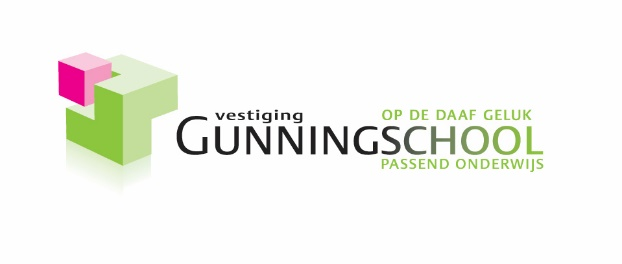 vestiging OP DE DAAF GELUK
GUNNINGSCHOOL
PASSEND ONDERWIJS